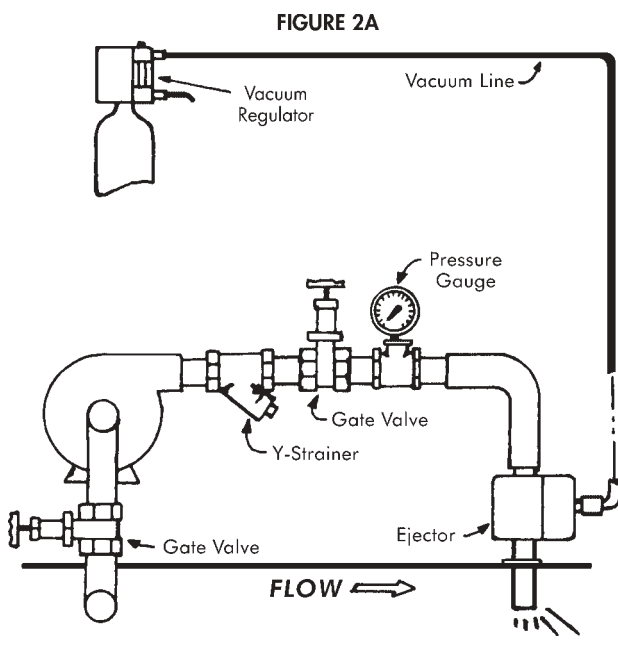 FIGURE 2A
Vacuum Line
Vacuum
Regulator
Pressure
Gauge
Gate Valve
Y-Strainer
Ejector
Gate Valve
FLOW